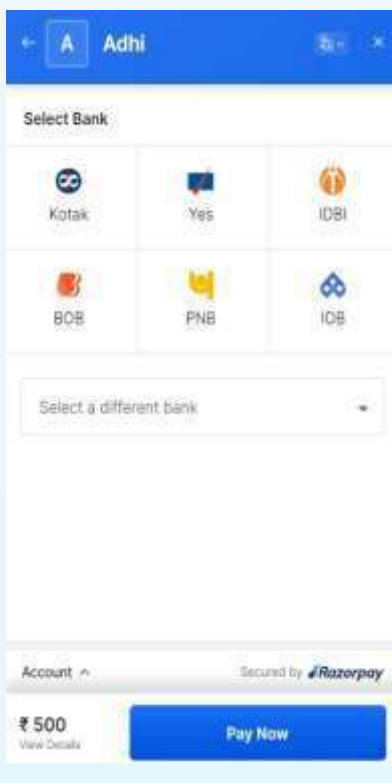 A Adhi
Select Bank
Kotak Yes IDBI
BOB PNB IOB
Select a different bank
Account
Secured by Razorpay
₹ 500
View Details
Pay Now